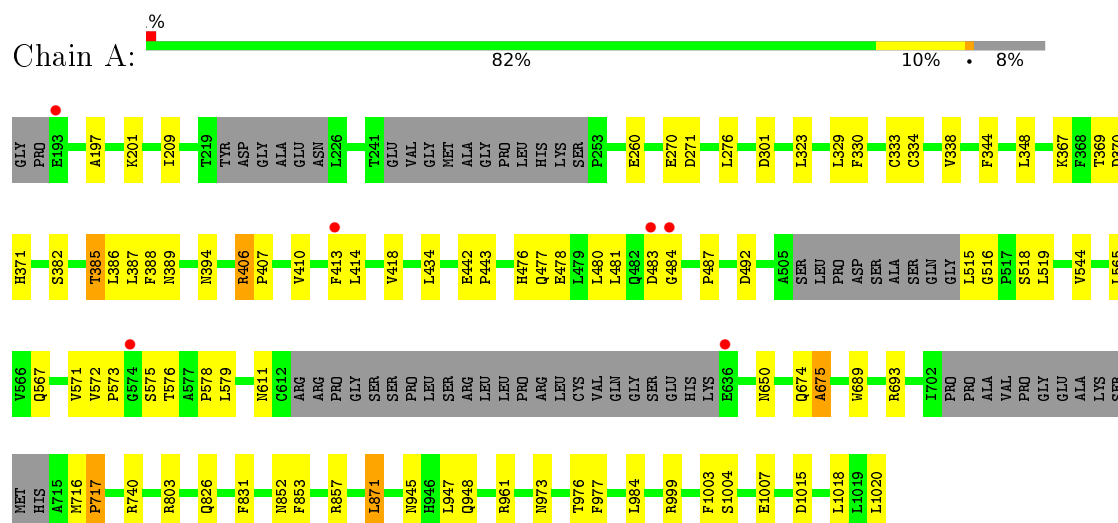 .%
Chain A:
82% 10% • 8%
GLY PRO E193 A197 K201 I209 T219 TYR ASP GLY ALA GLU ASN L226 T241 GLU VAL GLY MET ALA GLY PRO LEU HIS LYS SER P253 E260 E270 D271 L276 D301 L323 L329 F330 C333 C334 V338 F344 L348 K367 F368 T369 D370
H371 S382 T385 L386 L387 F388 N389 N394 R406 P407 V410 F413 L414 V418 L434 E442 P443 H476 Q477 E478 L479 L480 L481 Q482 D483 G484 P487 D492 A505 SER LEU PRO ASP SER ALA SER GLN GLY L515 G516 P517 S518 L519 V544 L565
V566 Q567 V571 V572 P573 G574 S575 T576 A577 P578 L579 N611 C612 ARG ARG PRO GLY SER SER PRO LEU SER ARG LEU LEU PRO ARG LEU CYS VAL GLN GLY SER GLU HIS LYS E636 N650 Q674 A675 W689 R693 I702 PRO PRO ALA VAL PRO GLY GLU ALA LYS SER
MET HIS A715 M716 P717 R740 R803 Q826 F831 N852 F853 R857 L871 N945 H946 L947 Q948 R961 N973 T976 F977 L984 R999 F1003 S1004 E1007 D1015 L1018 L1019 L1020